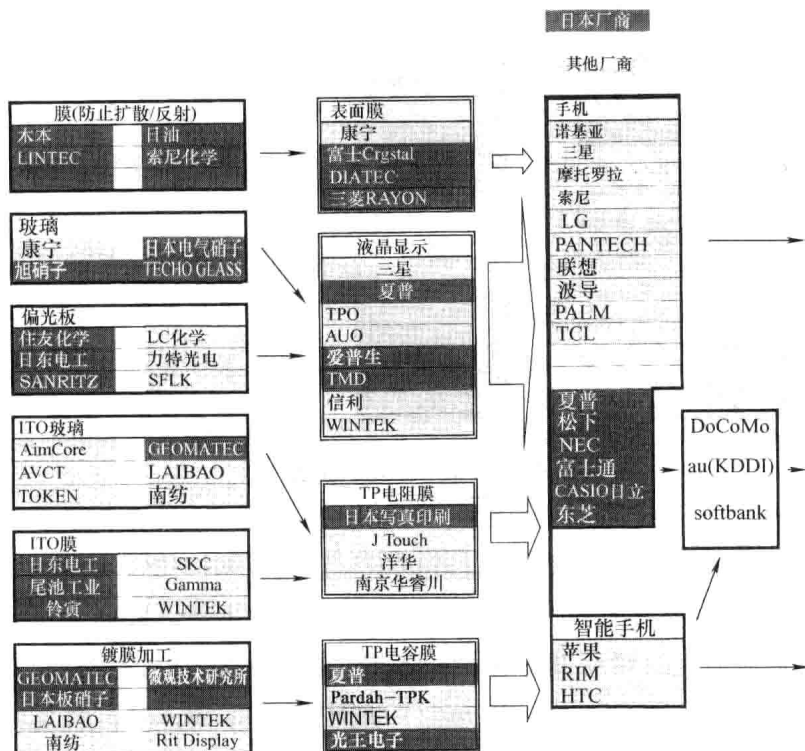 日本厂商
其他厂商
膜(防止扩散/反射)
木本 日油
LINTEC 索尼化学
玻璃
康宁 日本电气硝子
旭硝子 TECHO GLASS
偏光板
住友化学 LC化学
日东电工 力特光电
SANRITZ SFLK
ITO玻璃
AimCore GEOMATEC
AVCT LAIBAO
TOKEN 南纺
ITO膜
日东电工 SKC
尾池工业 Gamma
铃寅 WINTEK
镀膜加工
GEOMATEC 微规技术研究所
日本板硝子
LAIBAO WINTEK
南纺 Rit Display
表面膜
康宁
富士Crgstal
DIATEC
三菱RAYON
液晶显示
三星
夏普
TPO
AUO
爱普生
TMD
信利
WINTEK
TP电阻膜
日本写真印刷
J Touch
洋华
南京华睿川
TP电容膜
夏普
Pardah-TPK
WINTEK
光王电子
手机
诺基亚
三星
摩托罗拉
索尼
LG
PANTECH
联想
波导
PALM
TCL
夏普
松下
NEC
富士通
CASIO日立
东芝
智能手机
苹果
RIM
HTC
DoCoMo
au(KDDI)
softbank